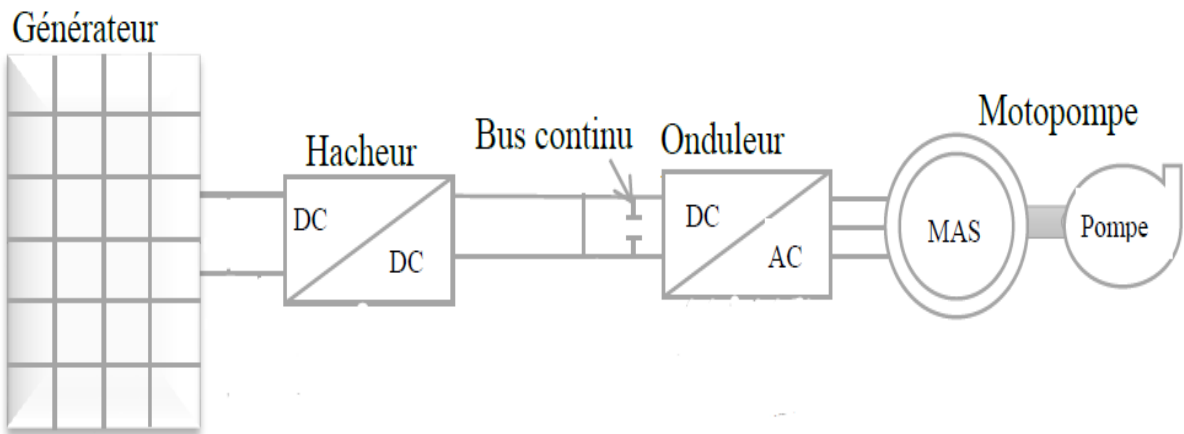 Générateur
Hacheur
Bus continu
Onduleur
Motopompe
DC
DC
DC
AC
MAS
Pompe